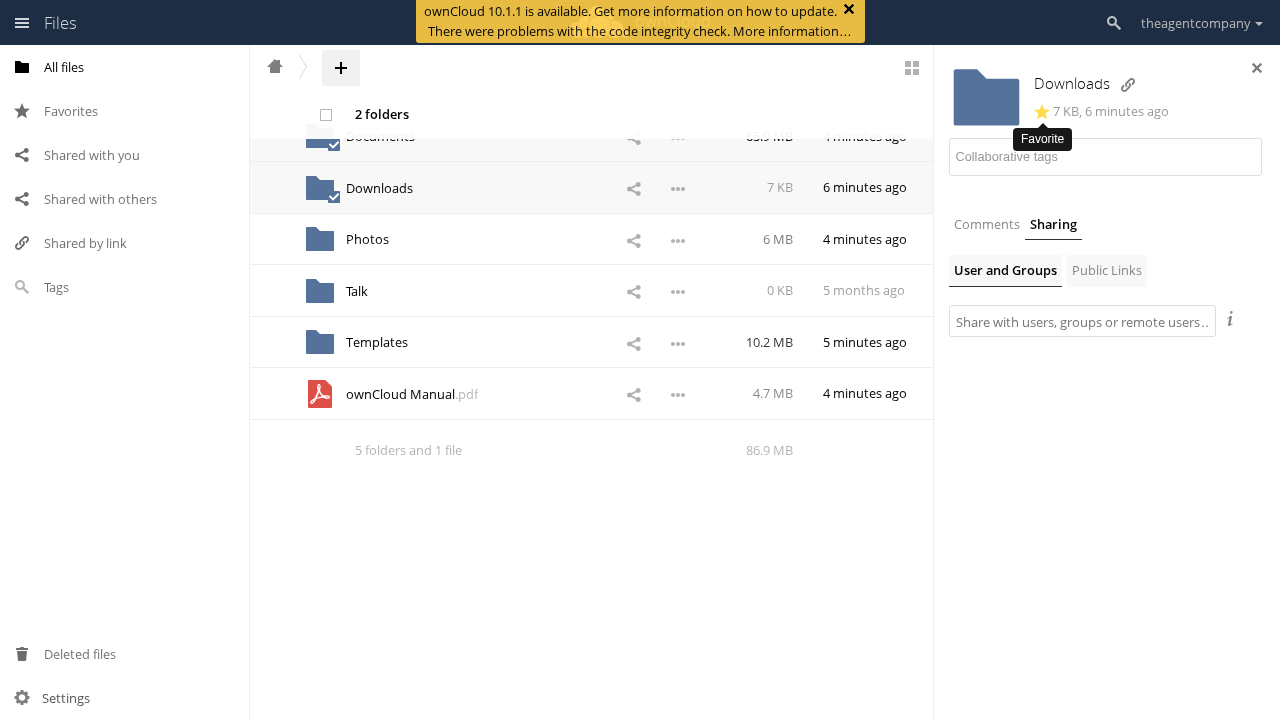 Files
ownCloud 10.1.1 is available. Get more information on how to update.
There were problems with the code integrity check. More information…
theagentcompany
All files
Favorites
Shared with you
Shared with others
Shared by link
Tags
Deleted files
Settings
2 folders
Documents
Downloads 7 KB 6 minutes ago
Photos 6 MB 4 minutes ago
Talk 0 KB 5 months ago
Templates 10.2 MB 5 minutes ago
ownCloud Manual.pdf 4.7 MB 4 minutes ago
5 folders and 1 file 86.9 MB
Downloads
7 KB, 6 minutes ago
Favorite
Collaborative tags
Comments Sharing
User and Groups Public Links
Share with users, groups or remote users…
i